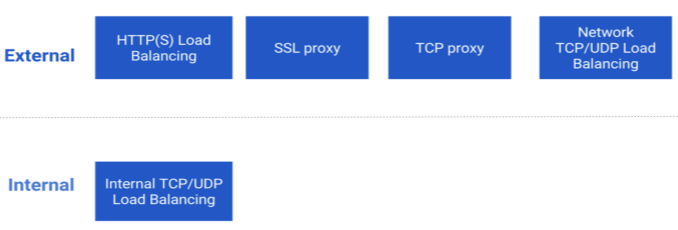 External
HTTP(S) Load
Balancing
SSL proxy
TCP proxy
Network
TCP/UDP Load
Balancing
Internal
Internal TCP/UDP
Load Balancing